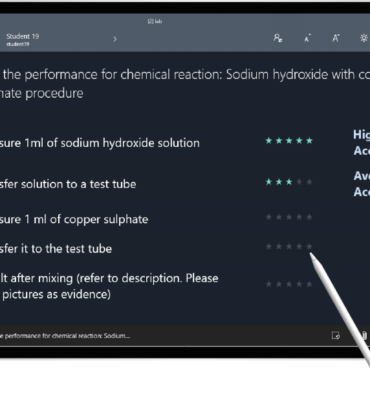 lab
Student 19
student19
the performance for chemical reaction: Sodium hydroxide with co
nate procedure
sure 1ml of sodium hydroxide solution
Hig
Acc
sfer solution to a test tube
Ave
Acc
sure 1 ml of copper sulphate
sfer it to the test tube
lt after mixing (refer to description. Please
pictures as evidence)
e performance for chemical reaction: Sodium...